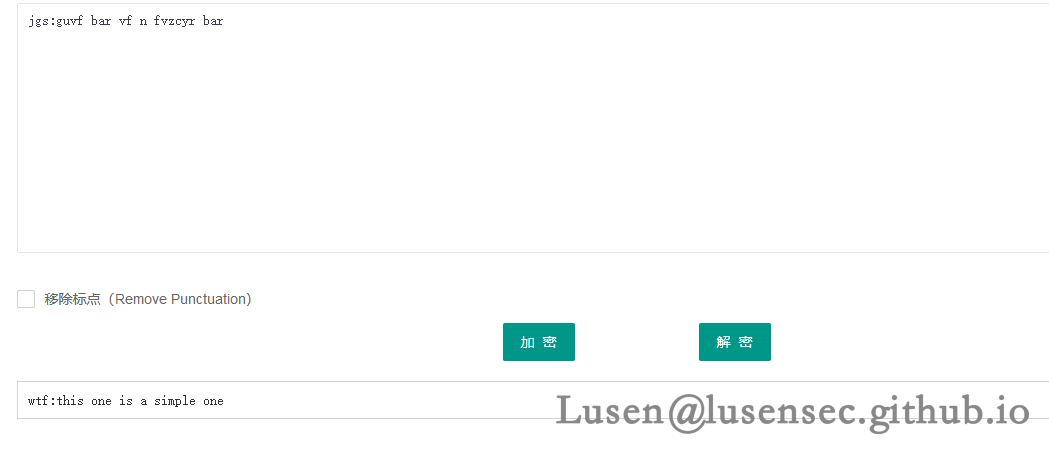 jgs:guvf bar vf n fvzcyr bar
移除标点（Remove Punctuation）
加 密 解 密
wtf:this one is a simple one
Lusen@lusensec.github.io